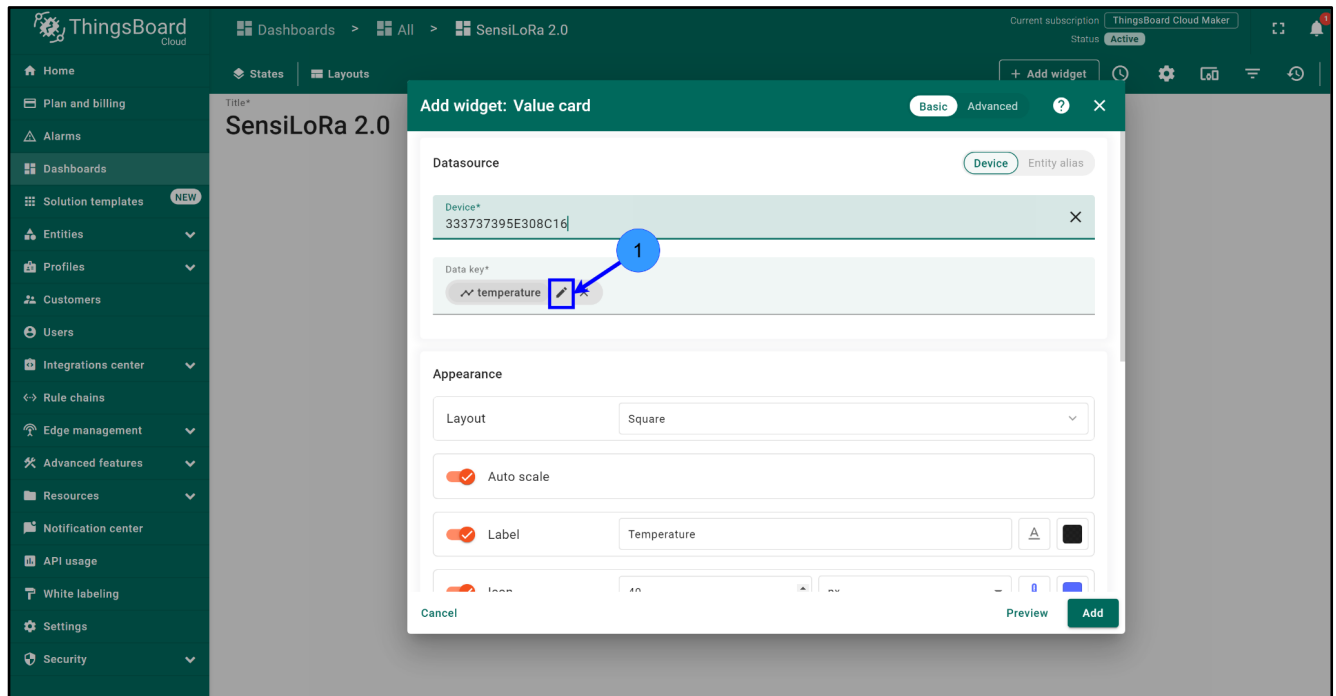 ThingsBoard
Cloud
Dashboards > All > SensiLoRa 2.0
Current subscription ThingsBoard Cloud Maker
Status Active
1
Home
Plan and billing
Alarms
Dashboards
Solution templates NEW
Entities
Profiles
Customers
Users
Integrations center
Rule chains
Edge management
Advanced features
Resources
Notification center
API usage
White labeling
Settings
Security
States Layouts
+ Add widget
Title*
SensiLoRa 2.0
Add widget: Value card
Basic Advanced
Datasource
Device Entity alias
Device*
333737395E308C16
1
Data key*
temperature
Appearance
Layout Square
Auto scale
Label Temperature A
Icon 40 px
Cancel Preview Add